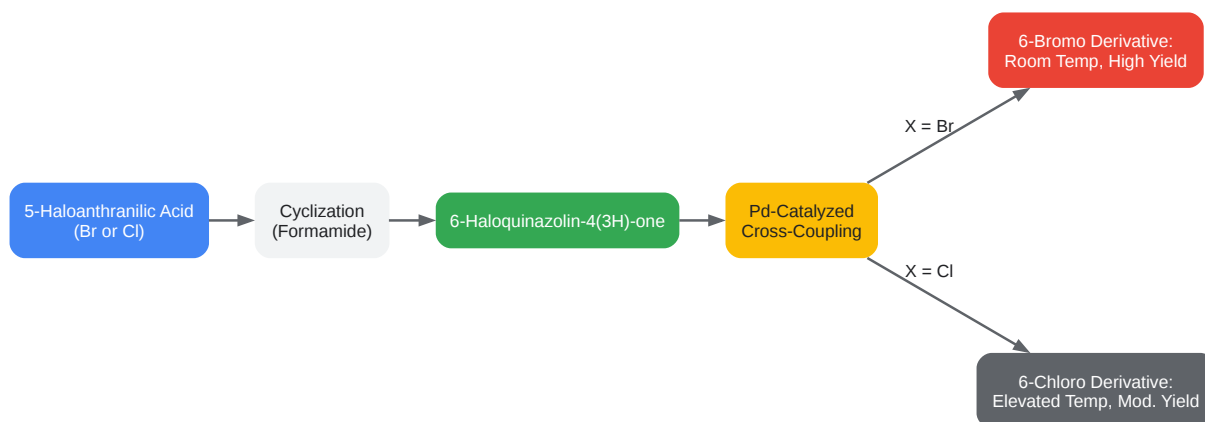 5-Haloanthranilic Acid
(Br or Cl)
Cyclization
(Formamide)
6-Haloquinazolin-4(3H)-one
Pd-Catalyzed
Cross-Coupling
X = Br
6-Bromo Derivative:
Room Temp, High Yield
X = Cl
6-Chloro Derivative:
Elevated Temp, Mod. Yield